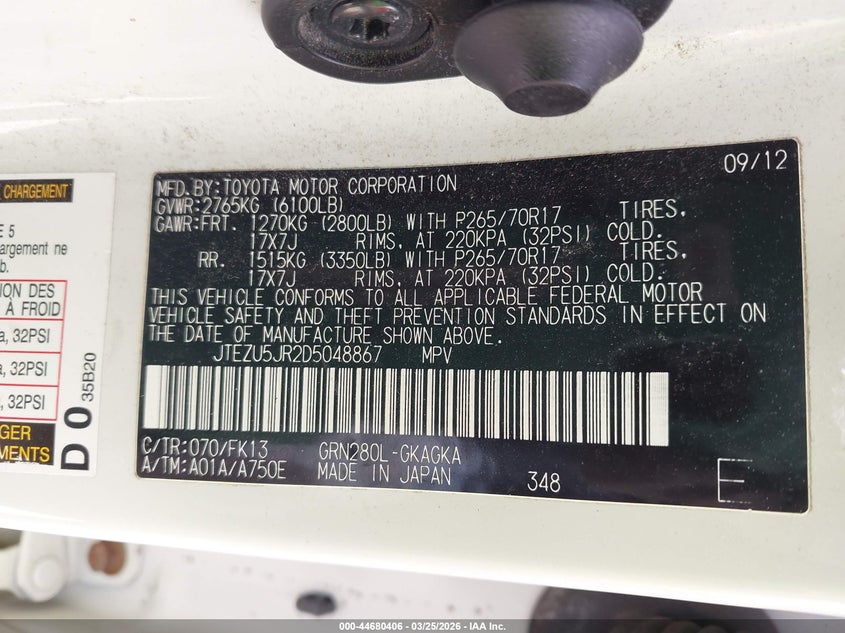 CHARGEMENT
E 5
argement ne
b.
ION DES
À FROID
a, 32PSI
a, 32PSI
, 32PSI
GER
EMENTS
D 0
35B20
09/12
MFD.BY:TOYOTA MOTOR CORPORATION
GVWR:2765KG (6100LB)
GAWR:FRT. 1270KG (2800LB) WITH P265/70R17 TIRES,
17X7J RIMS, AT 220KPA (32PSI) COLD.
RR. 1515KG (3350LB) WITH P265/70R17 TIRES,
17X7J RIMS, AT 220KPA (32PSI) COLD.
THIS VEHICLE CONFORMS TO ALL APPLICABLE FEDERAL MOTOR
VEHICLE SAFETY AND THEFT PREVENTION STANDARDS IN EFFECT ON
THE DATE OF MANUFACTURE SHOWN ABOVE.
JTEZU5JR2D5048867 MPV
C/TR:070/FK13 GRN280L-GKAGKA
A/TM:A01A/A750E MADE IN JAPAN 348 E
000-44680406 - 03/25/2026 - IAA Inc.